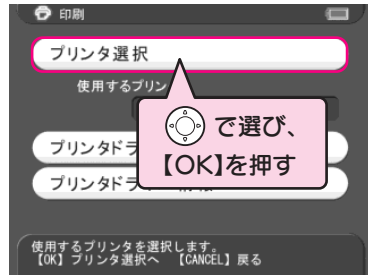 印刷
プリンタ選択
使用するプリン
で選び、
【OK】を押す
プリンタドラ
プリンタドラ
使用するプリンタを選択します。
【OK】プリンタ選択へ 【CANCEL】戻る